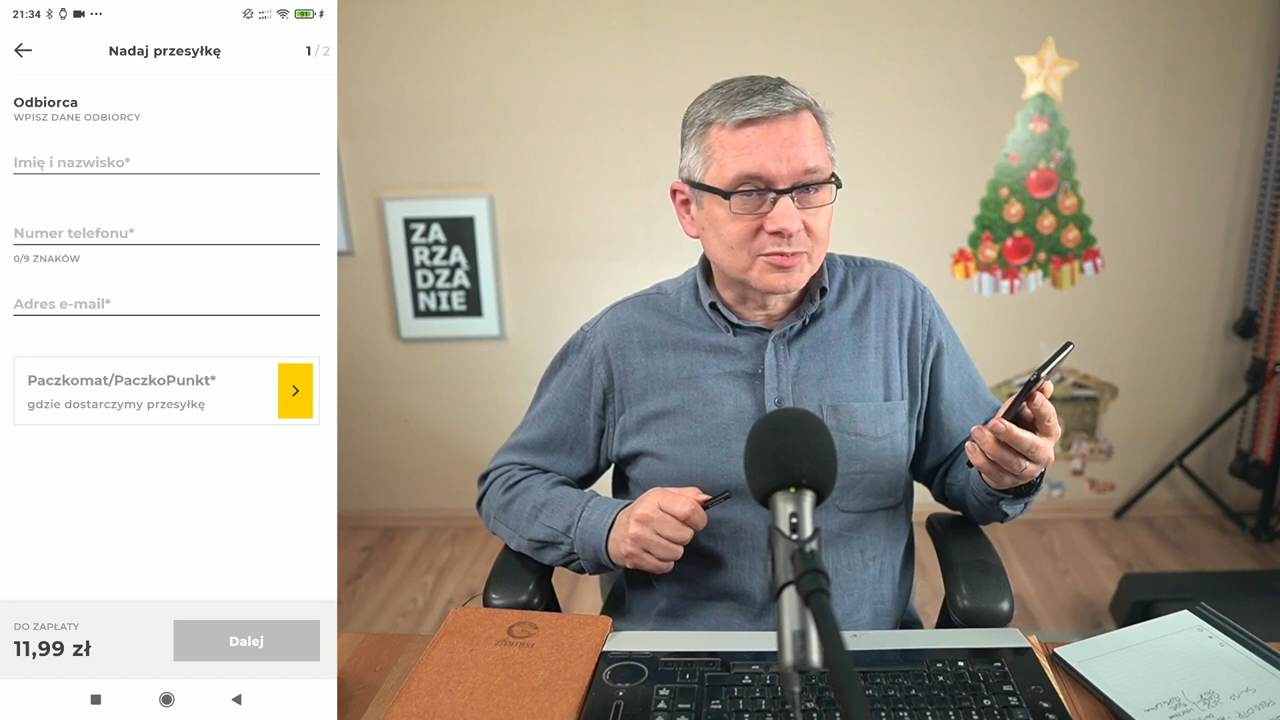 21:34
91
Nadaj przesyłkę
1 / 2
Odbiorca
WPISZ DANE ODBIORCY
Imię i nazwisko*
Numer telefonu*
0/9 ZNAKÓW
Adres e-mail*
Paczkomat/PaczkoPunkt*
gdzie dostarczymy przesyłkę
DO ZAPŁATY
11,99 zł
Dalej
ZA
RZĄ
DZA
NIE